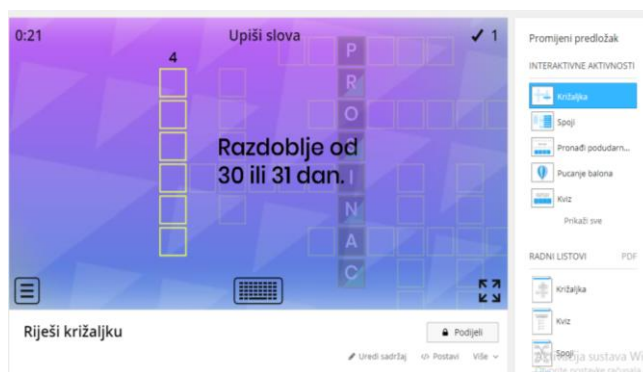 0:21
Upiši slova
✓ 1
4
P
R
O
Razdoblje od
30 ili 31 dan.
I
N
A
C
Riješi križaljku
Podijeli
Uredi sadržaj
Postavi
Više
Promijeni predložak
INTERAKTIVNE AKTIVNOSTI
Križaljka
Spoji
Pronađi podudarn...
Pucanje balona
Kviz
Prikaži sve
RADNI LISTOVI PDF
Križaljka
Kviz
Spoji
sustava Wi